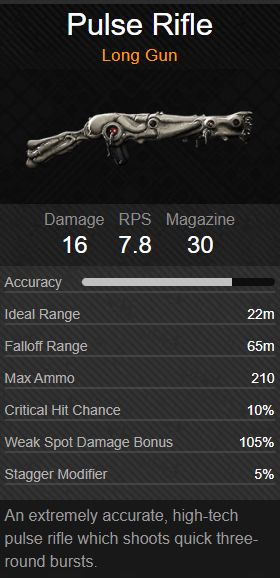 Pulse Rifle
Long Gun
Damage RPS Magazine
16 7.8 30
Accuracy
Ideal Range 22m
Falloff Range 65m
Max Ammo 210
Critical Hit Chance 10%
Weak Spot Damage Bonus 105%
Stagger Modifier 5%
An extremely accurate, high-tech
pulse rifle which shoots quick three-
round bursts.